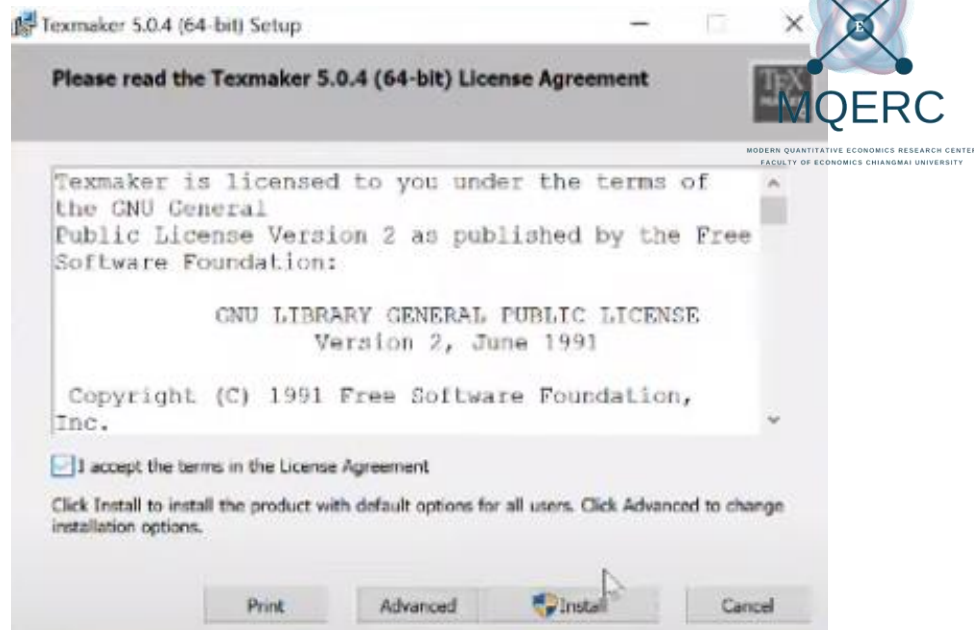 Texmaker 5.0.4 (64-bit) Setup
E
Please read the Texmaker 5.0.4 (64-bit) License Agreement
TEX
MQERC
MODERN QUANTITATIVE ECONOMICS RESEARCH CENTER
FACULTY OF ECONOMICS CHIANGMAI UNIVERSITY
Texmaker is licensed to you under the terms of
the GNU General
Public License Version 2 as published by the Free
Software Foundation:
GNU LIBRARY GENERAL PUBLIC LICENSE
Version 2, June 1991
Copyright (C) 1991 Free Software Foundation,
Inc.
I accept the terms in the License Agreement
Click Install to install the product with default options for all users. Click Advanced to change
installation options.
Print Advanced Install Cancel